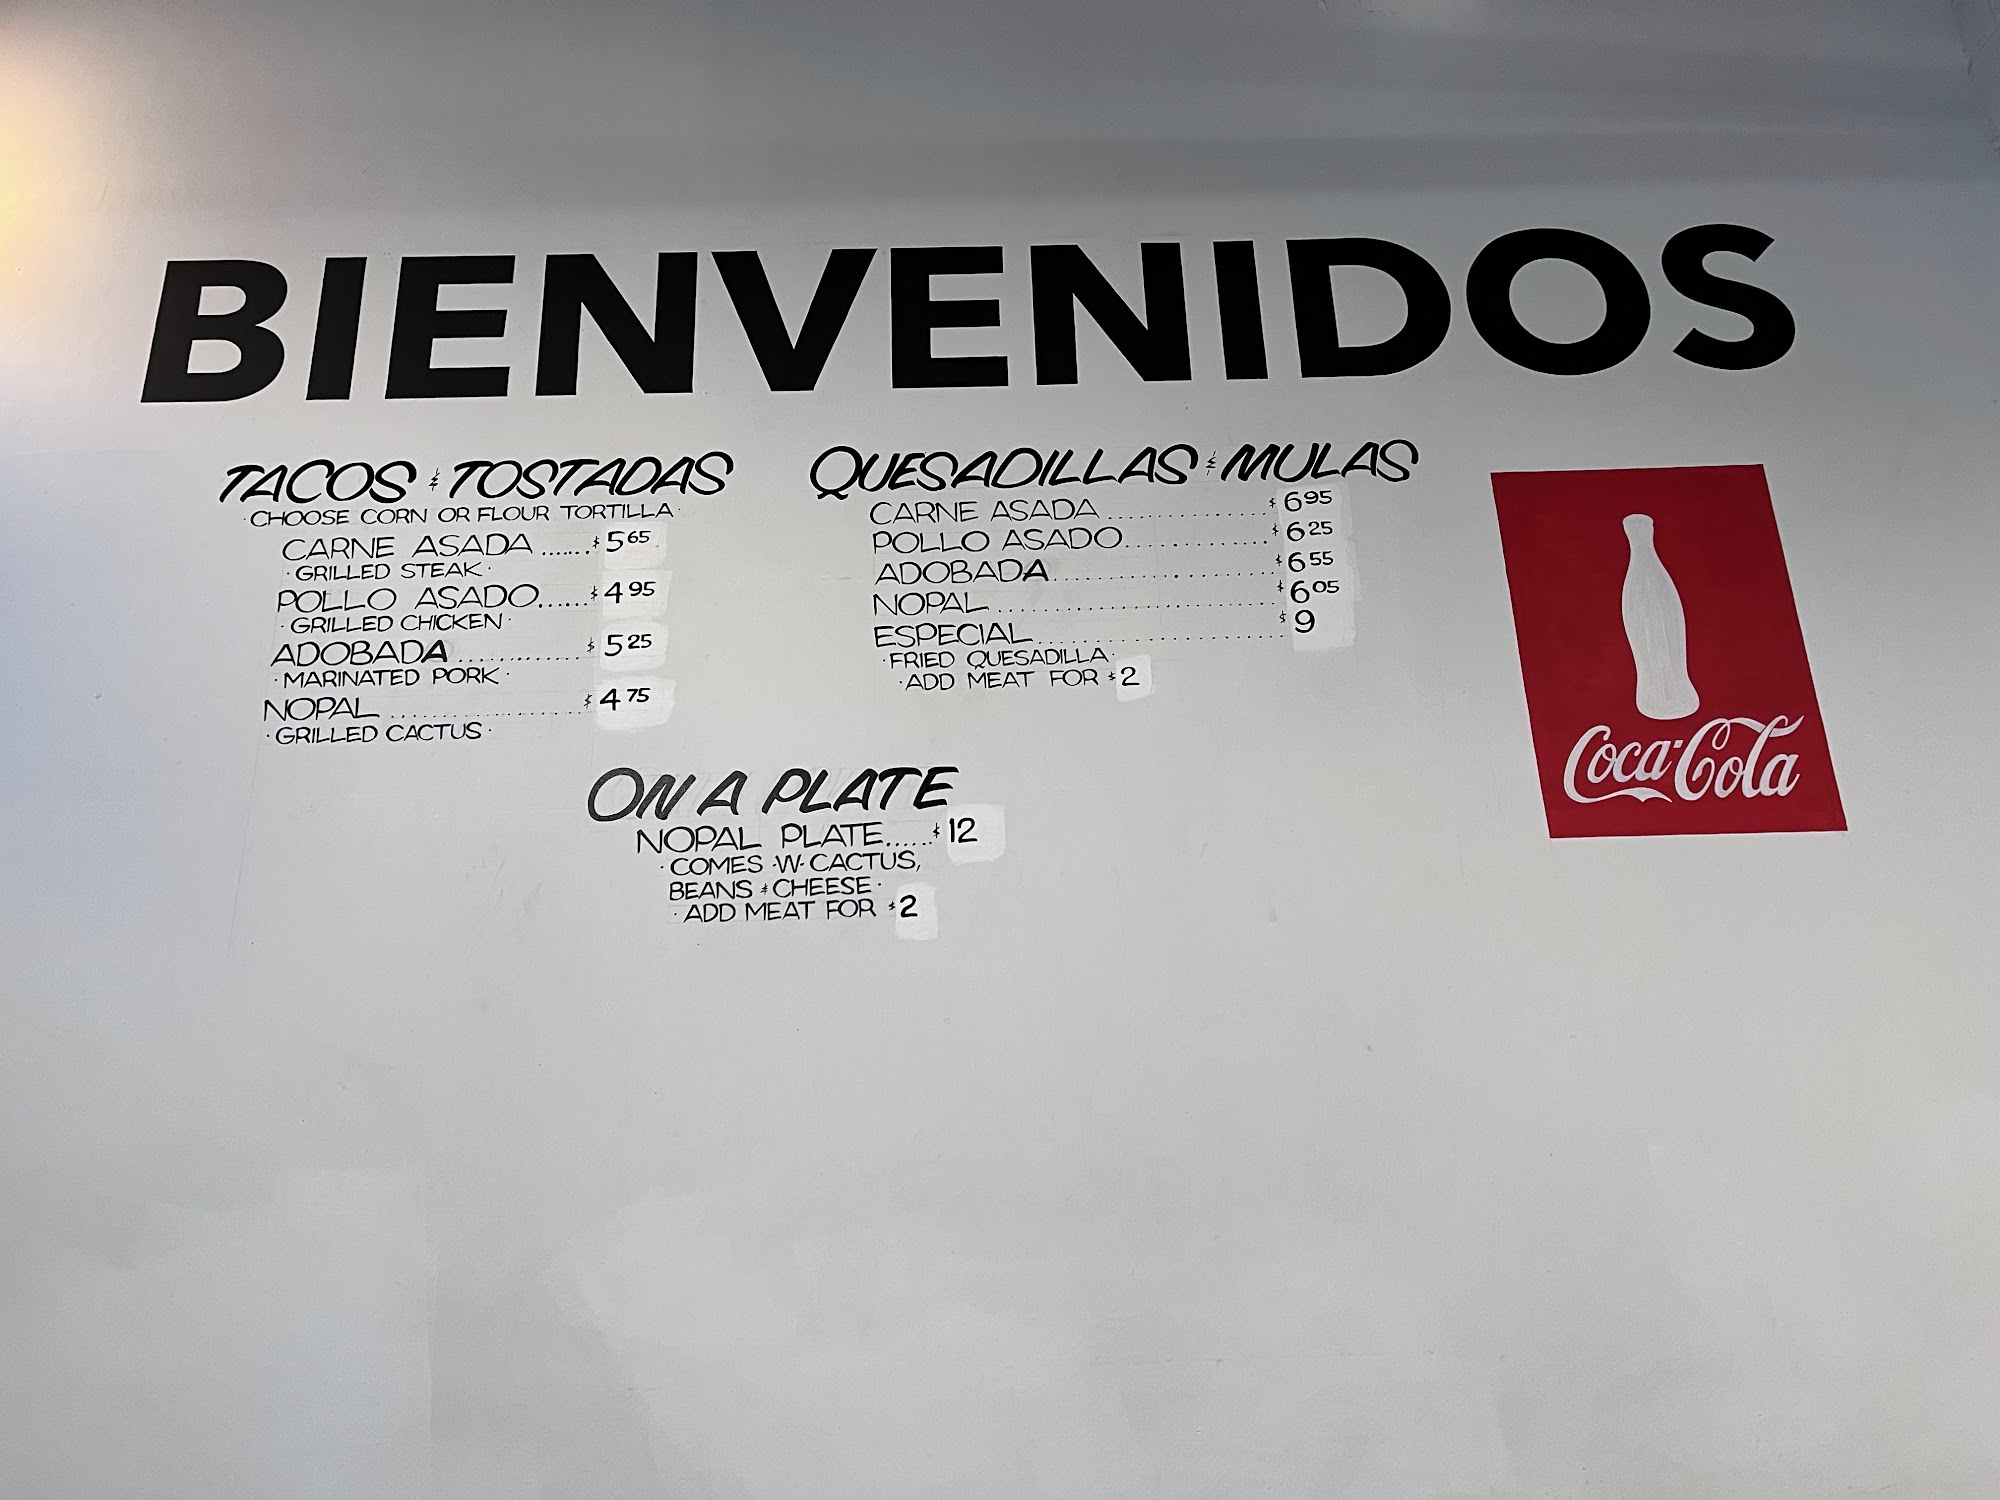 BIENVENIDOS
TACOS & TOSTADAS
· CHOOSE CORN OR FLOUR TORTILLA ·
CARNE ASADA.......$5 65
· GRILLED STEAK ·
POLLO ASADO......$4 95
· GRILLED CHICKEN ·
ADOBADA.............$5 25
· MARINATED PORK ·
NOPAL....................$4 75
· GRILLED CACTUS ·
QUESADILLAS & MULAS
CARNE ASADA................$6 95
POLLO ASADO..............$6 25
ADOBADA......................$6 55
NOPAL...........................$6 05
ESPECIAL.......................$9
· FRIED QUESADILLA ·
· ADD MEAT FOR $2
ON A PLATE
NOPAL PLATE......$12
· COMES -W- CACTUS,
BEANS & CHEESE ·
· ADD MEAT FOR $2
Coca-Cola